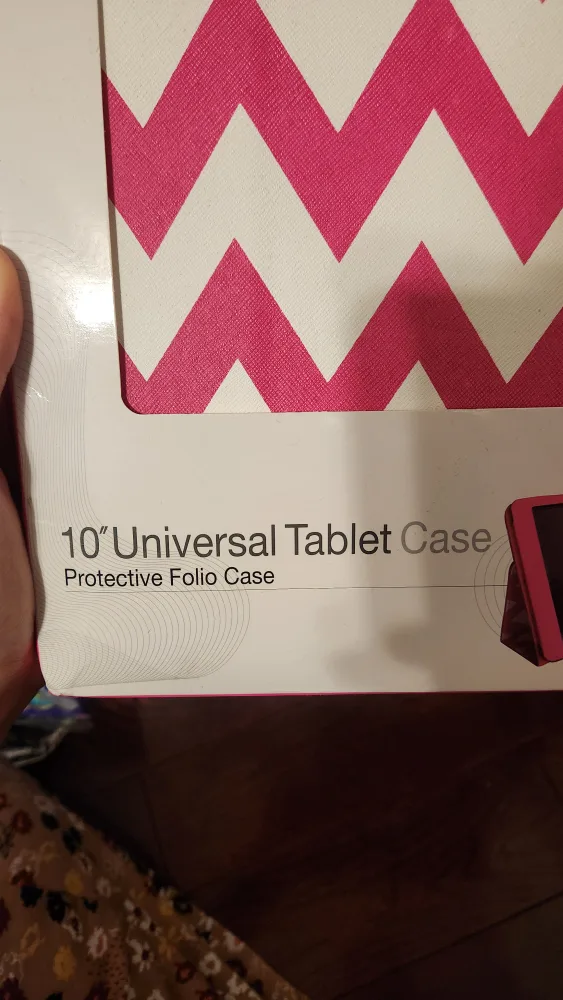 10″Universal Tablet Case
Protective Folio Case